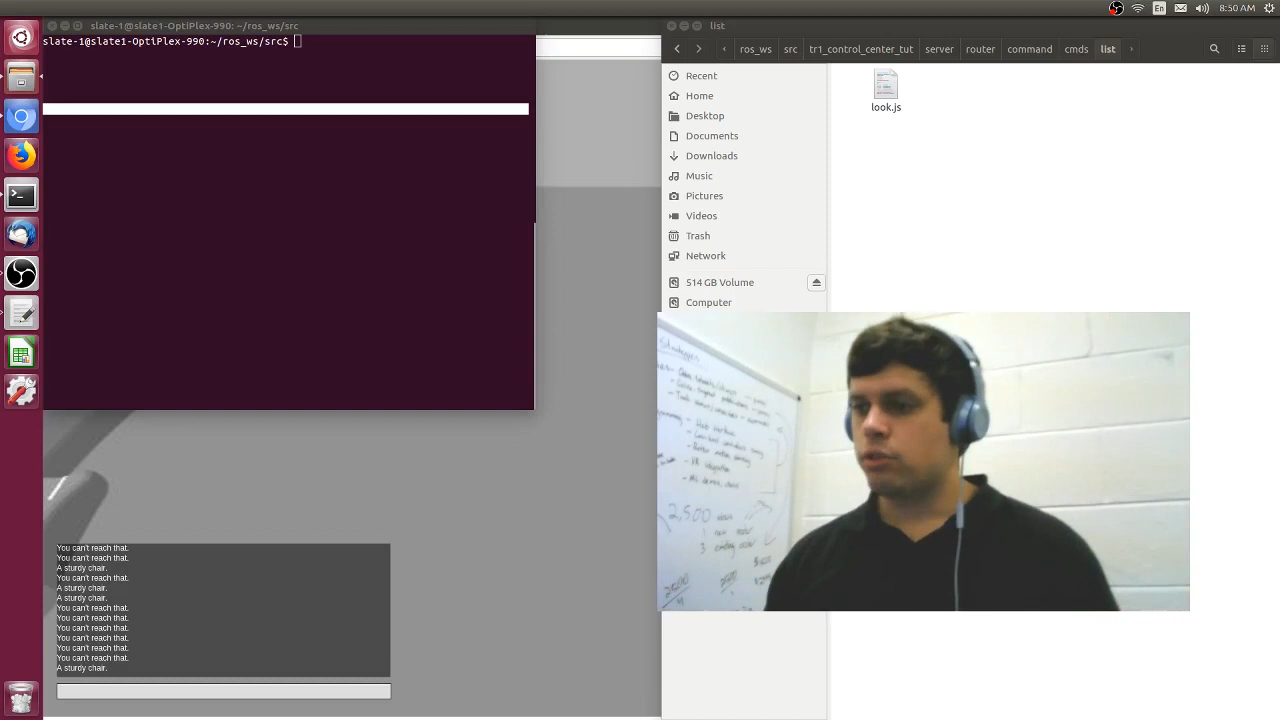 En
8:50 AM
slate-1@slate1-OptiPlex-990: ~/ros_ws/src
slate-1@slate1-OptiPlex-990:~/ros_ws/src$
list
ros_ws src tr1_control_center_tut server router command cmds list
Recent
Home
Desktop
Documents
Downloads
Music
Pictures
Videos
Trash
Network
514 GB Volume
Computer
look.js
2,500
You can't reach that.
You can't reach that.
A sturdy chair.
You can't reach that.
A sturdy chair.
A sturdy chair.
You can't reach that.
You can't reach that.
You can't reach that.
You can't reach that.
You can't reach that.
You can't reach that.
A sturdy chair.